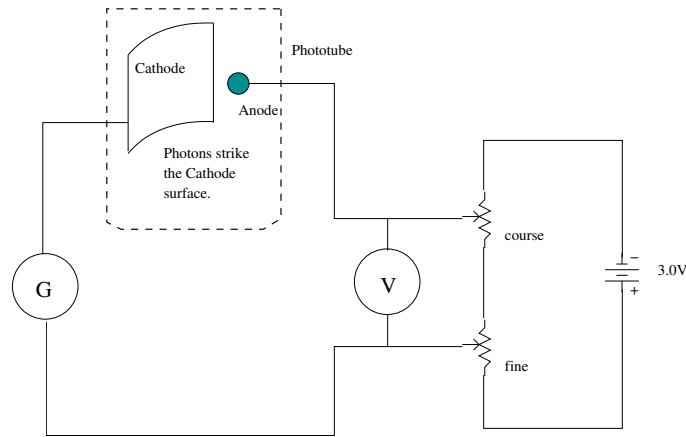 Phototube
Cathode
Anode
Photons strike
the Cathode
surface.
course
G
V
−
3.0V
+
fine